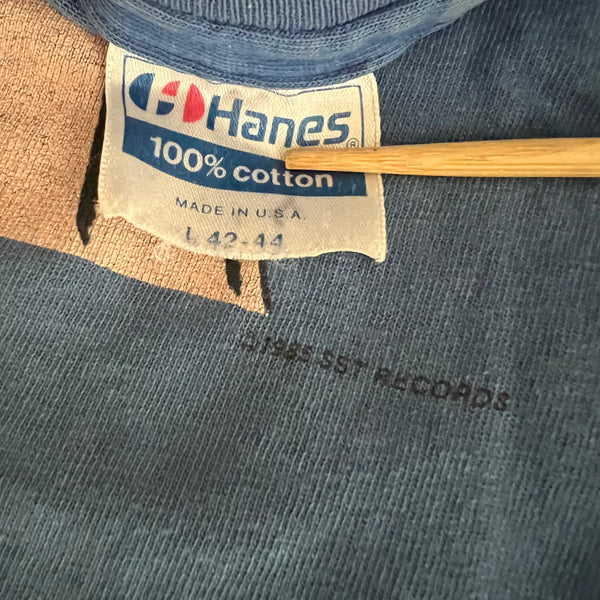 Hanes®
100% cotton
MADE IN U.S.A.
L 42-44
©1985 SST RECORDS